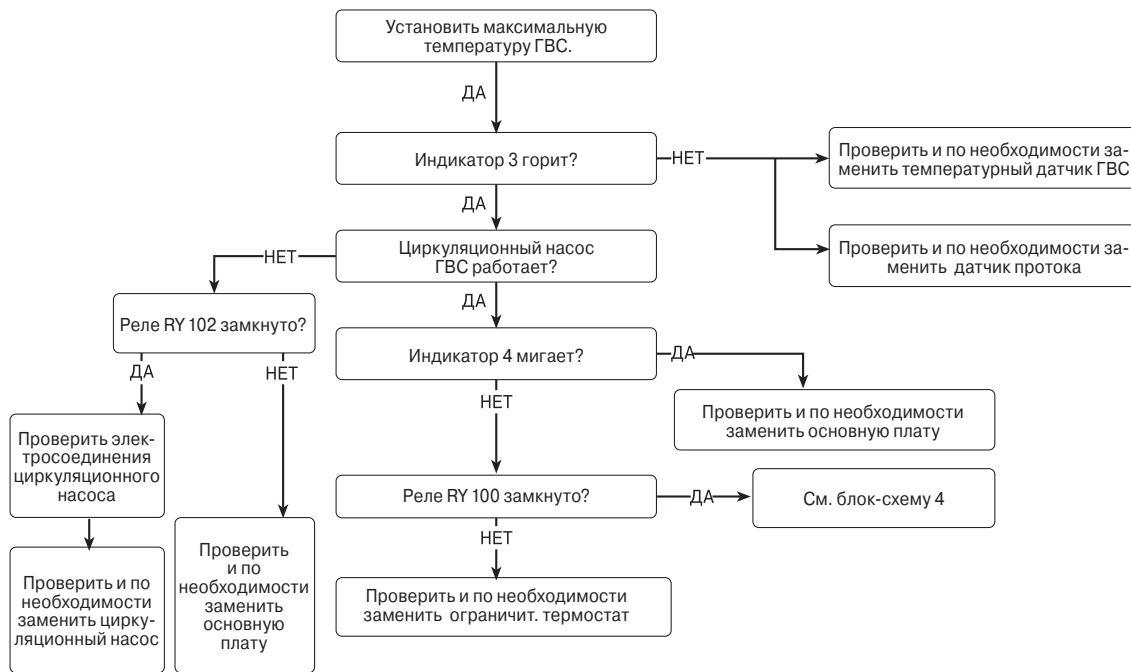 Установить максимальную
температуру ГВС.
ДА
Индикатор 3 горит?
НЕТ
Проверить и по необходимости за-
менить температурный датчик ГВС
ДА
Проверить и по необходимости за-
менить датчик протока
Циркуляционный насос
ГВС работает?
НЕТ
ДА
Реле RY 102 замкнуто?
Индикатор 4 мигает?
ДА
ДА
НЕТ
НЕТ
Проверить и по необходимости
заменить основную плату
Проверить элек-
тросоединения
циркуляционного
насоса
Реле RY 100 замкнуто?
ДА
См. блок-схему 4
НЕТ
Проверить и по
необходимости
заменить цирку-
ляционный насос
Проверить
и по
необходимости
заменить
основную
плату
Проверить и по необходимости
заменить ограничит. термостат